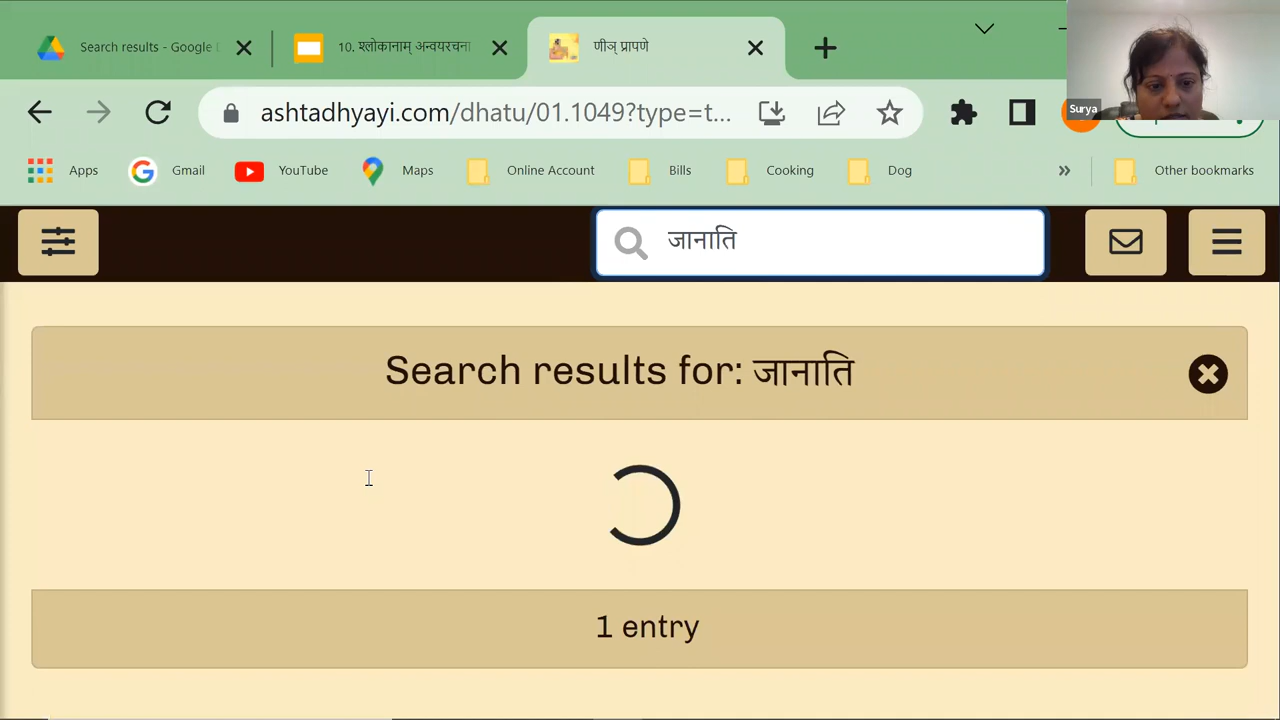 Search results - Google
10. श्लोकानाम् अन्वयरचना
णीञ् प्रापणे
ashtadhyayi.com/dhatu/01.1049?type=t...
Surya
Apps
Gmail
YouTube
Maps
Online Account
Bills
Cooking
Dog
»
Other bookmarks
जानाति
Search results for: जानाति
1 entry